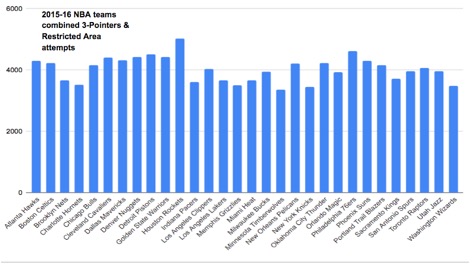 6000
2015-16 NBA teams
combined 3-Pointers &
Restricted Area
attempts
4000
2000
0
Atlanta Hawks
Boston Celtics
Brooklyn Nets
Charlotte Hornets
Chicago Bulls
Cleveland Cavaliers
Dallas Mavericks
Denver Nuggets
Detroit Pistons
Golden State Warriors
Houston Rockets
Indiana Pacers
Los Angeles Clippers
Los Angeles Lakers
Memphis Grizzlies
Miami Heat
Milwaukee Bucks
Minnesota Timberwolves
New Orleans Pelicans
New York Knicks
Oklahoma City Thunder
Orlando Magic
Philadelphia 76ers
Phoenix Suns
Portland Trail Blazers
Sacramento Kings
San Antonio Spurs
Toronto Raptors
Utah Jazz
Washington Wizards